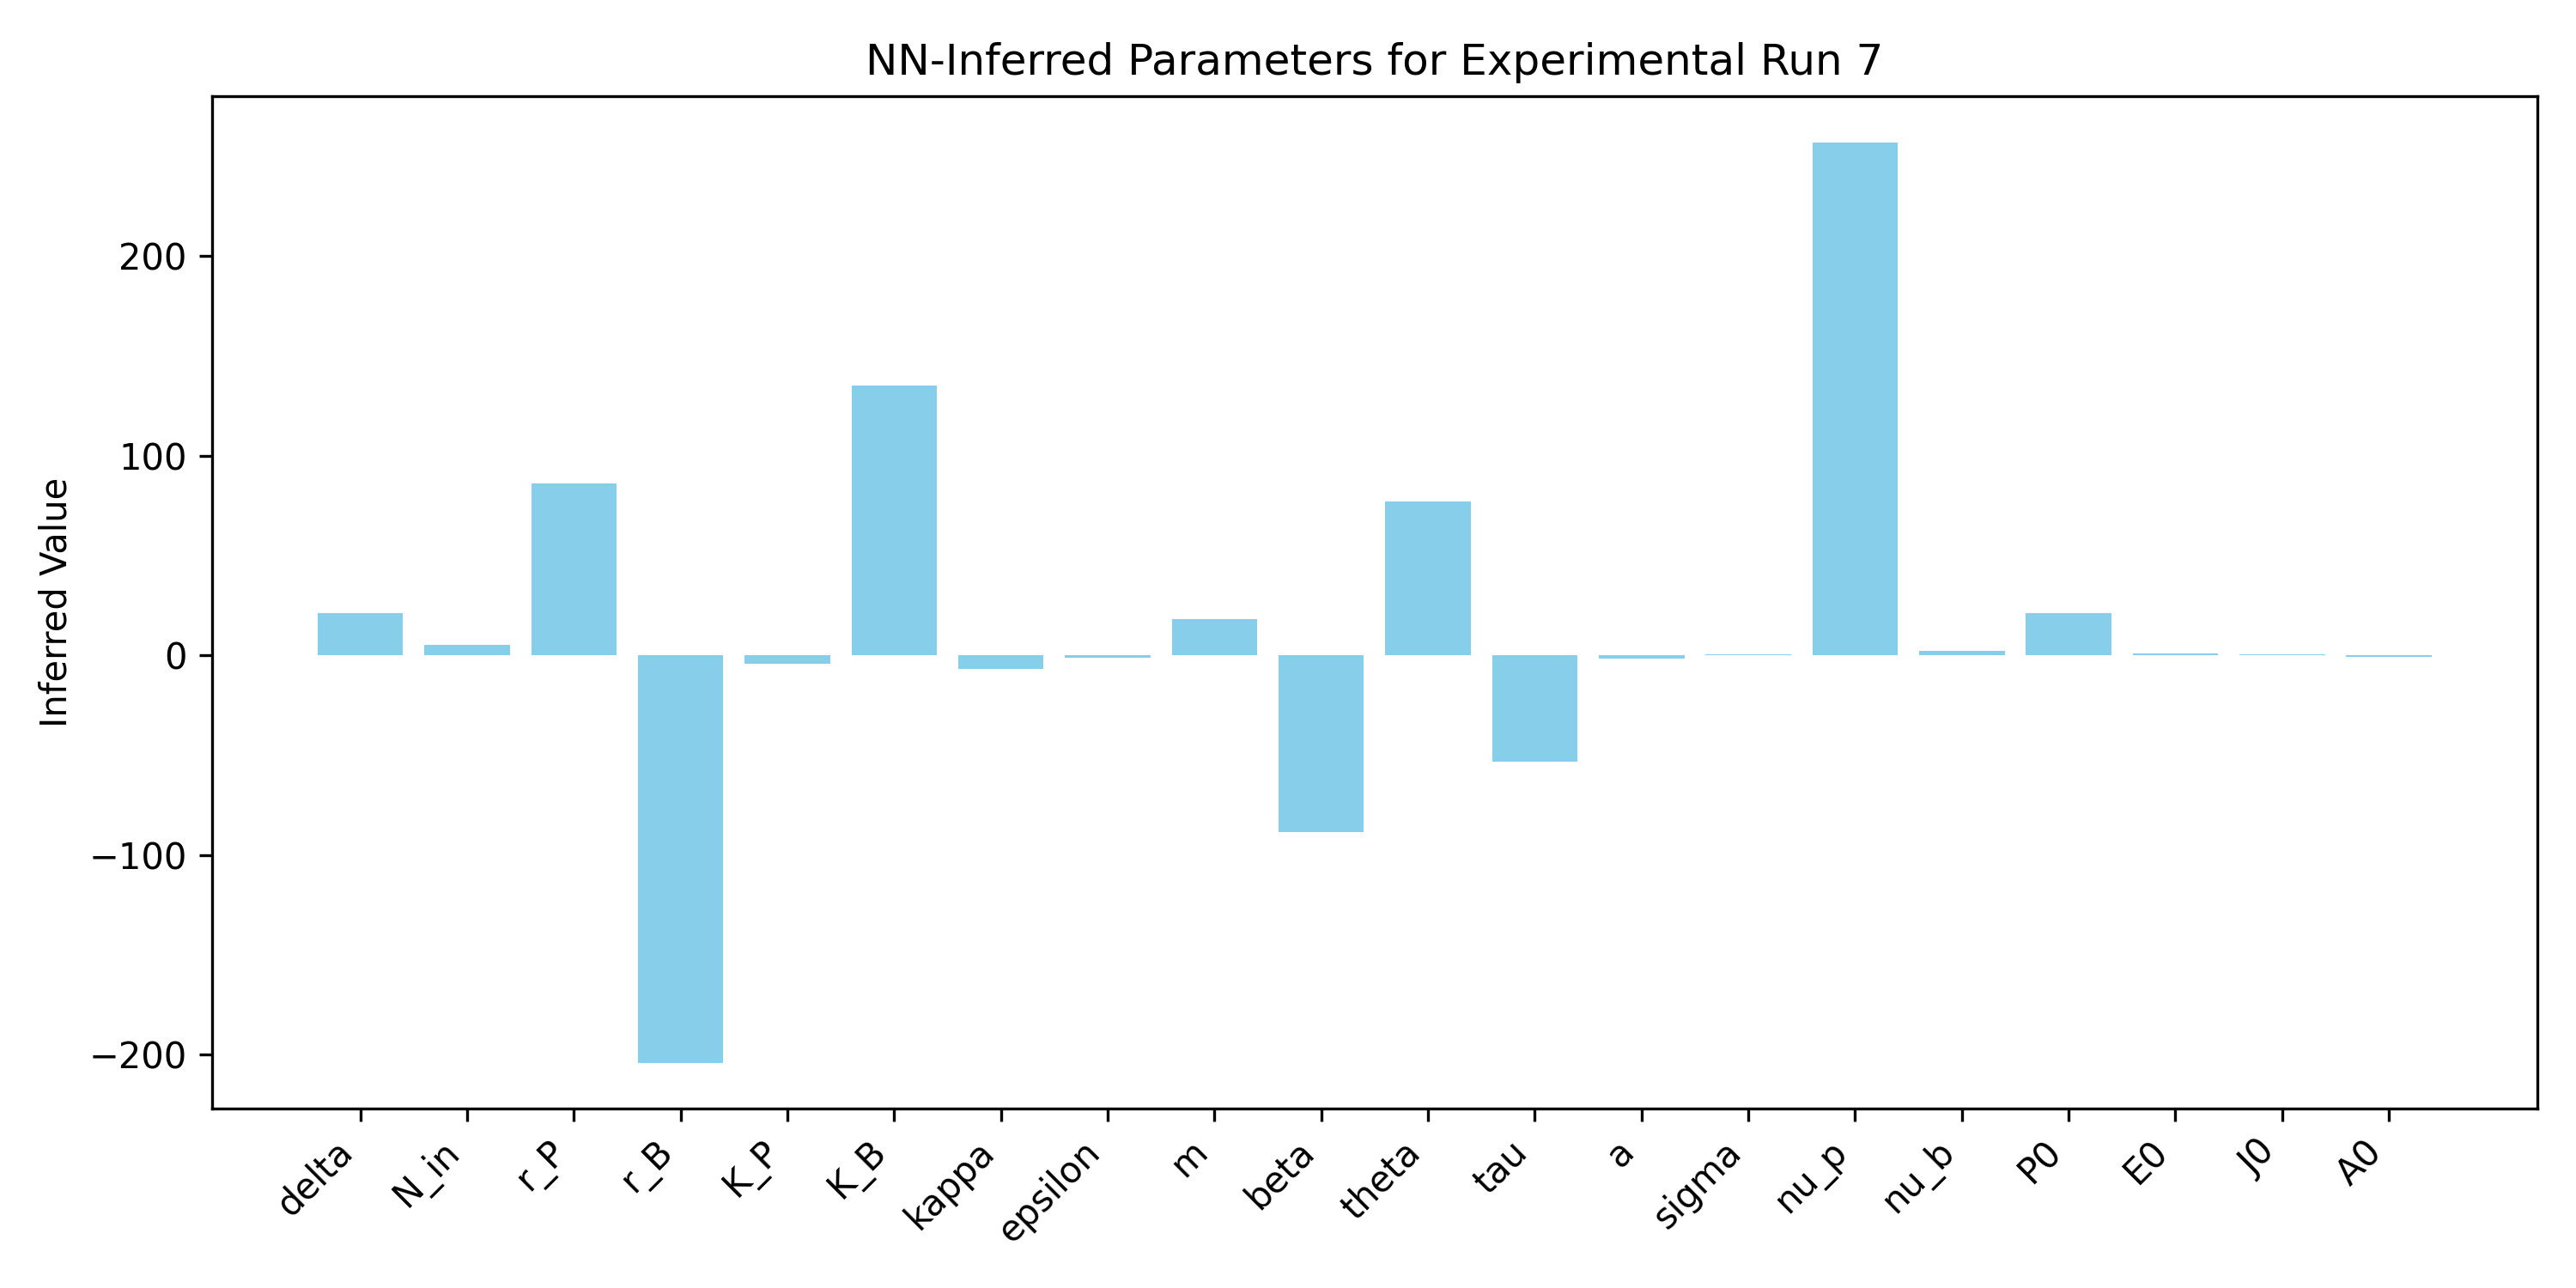 NN-Inferred Parameters for Experimental Run 7
Inferred Value
200
100
0
−100
−200
delta
N_in
r_P
r_B
K_P
K_B
kappa
epsilon
m
beta
theta
tau
a
sigma
nu_p
nu_b
P0
E0
J0
A0